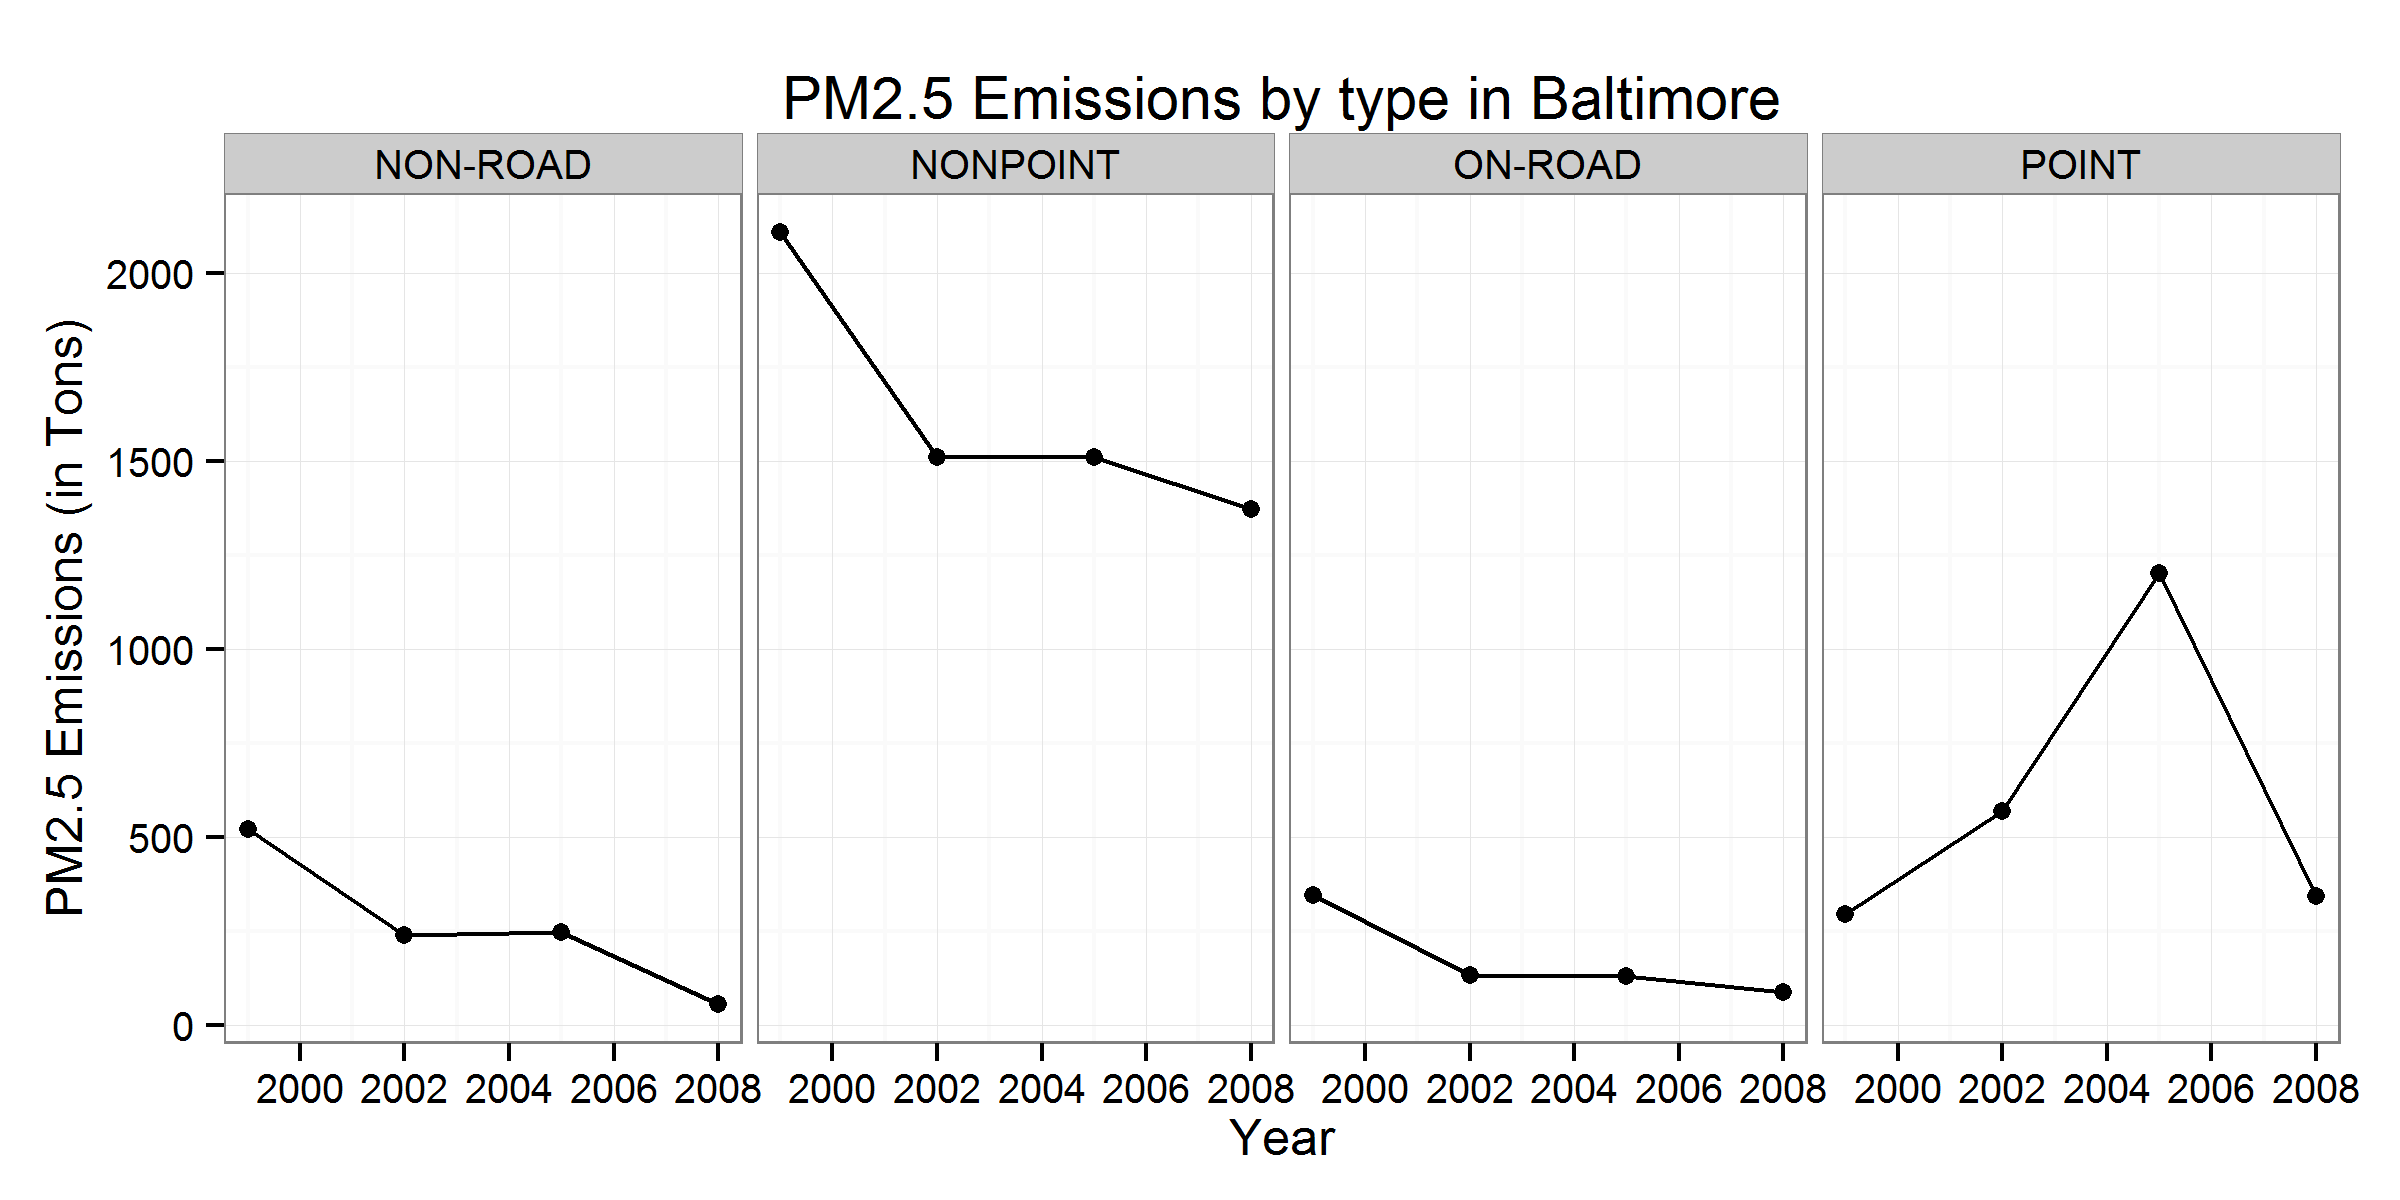 PM2.5 Emissions by type in Baltimore
NON-ROAD NONPOINT ON-ROAD POINT
PM2.5 Emissions (in Tons)
2000
1500
1000
500
0
2000 2002 2004 2006 2008 2000 2002 2004 2006 2008 2000 2002 2004 2006 2008 2000 2002 2004 2006 2008
Year